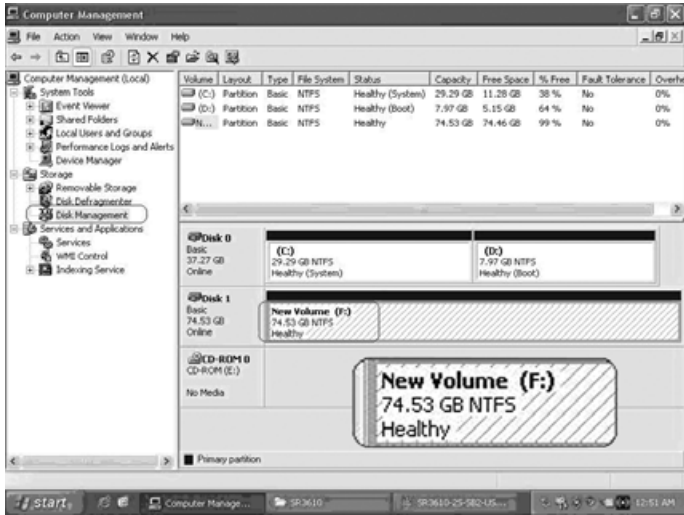 Computer Management
File Action View Window Help
Computer Management (Local)
System Tools
Event Viewer
Shared Folders
Local Users and Groups
Performance Logs and Alerts
Device Manager
Storage
Removable Storage
Disk Defragmenter
Disk Management
Services and Applications
Services
WMI Control
Indexing Service
Volume Layout Type File System Status Capacity Free Space % Free Fault Tolerance Overhe
(C:) Partition Basic NTFS Healthy (System) 29.29 GB 11.28 GB 38 % No 0%
(D:) Partition Basic NTFS Healthy (Boot) 7.97 GB 5.15 GB 64 % No 0%
N... Partition Basic NTFS Healthy 74.53 GB 74.46 GB 99 % No 0%
Disk 0
Basic
37.27 GB
Online
(C:)
29.29 GB NTFS
Healthy (System)
(D:)
7.97 GB NTFS
Healthy (Boot)
Disk 1
Basic
74.53 GB
Online
New Volume (F:)
74.53 GB NTFS
Healthy
CD-ROM 0
CD-ROM (E:)
No Media
New Volume (F:)
74.53 GB NTFS
Healthy
Primary partition
start
Computer Manage...
SR3610
SR3610-2S-SB2-US...
12:51 AM